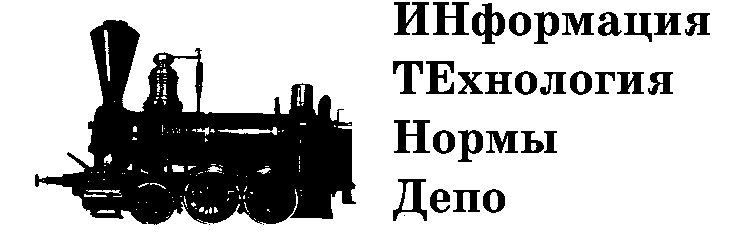 ИНформация
ТЕхнология
Нормы
Депо